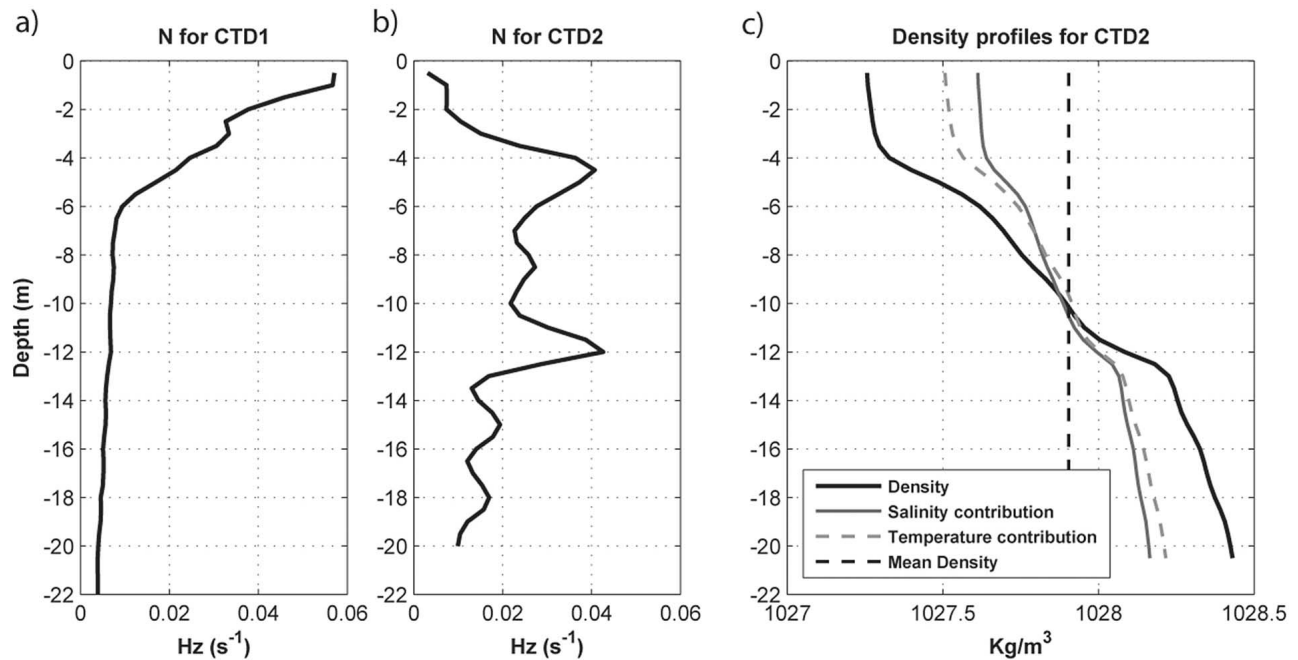 a)
N for CTD1
0
-2
-4
-6
-8
-10
-12
-14
-16
-18
-20
-22
Depth (m)
0 0.02 0.04 0.06
Hz (s-1)
b)
N for CTD2
0
-2
-4
-6
-8
-10
-12
-14
-16
-18
-20
-22
0 0.02 0.04 0.06
Hz (s-1)
c)
Density profiles for CTD2
0
-2
-4
-6
-8
-10
-12
-14
-16
-18
-20
-22
Density
Salinity contribution
Temperature contribution
Mean Density
1027 1027.5 1028 1028.5
Kg/m3